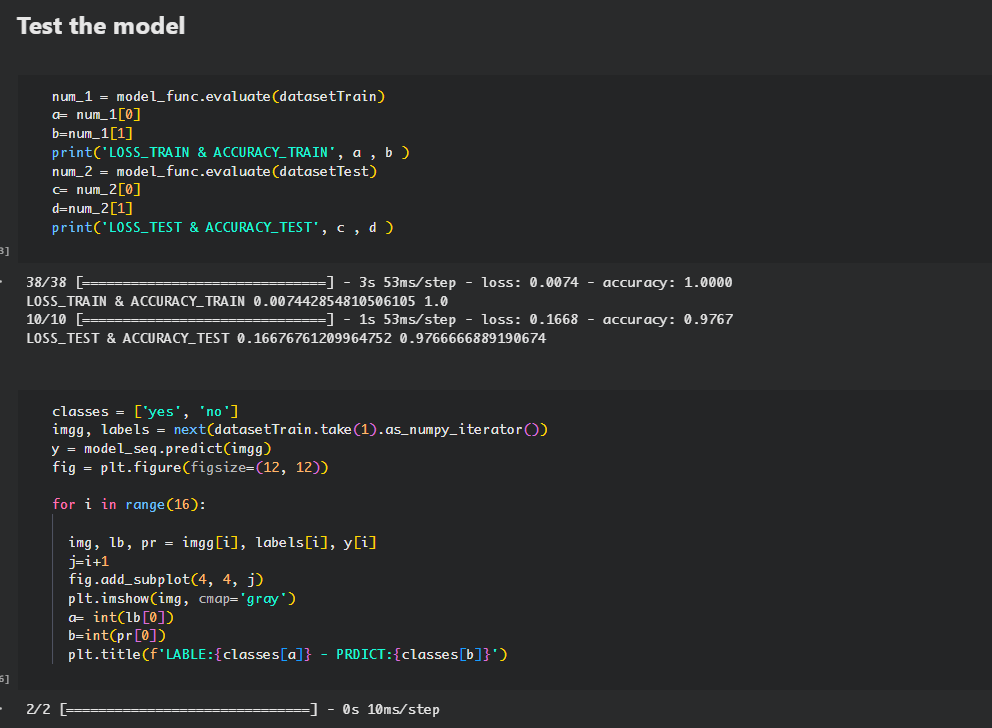 Test the model
num_1 = model_func.evaluate(datasetTrain)
a= num_1[0]
b=num_1[1]
print('LOSS_TRAIN & ACCURACY_TRAIN', a , b )
num_2 = model_func.evaluate(datasetTest)
c= num_2[0]
d=num_2[1]
print('LOSS_TEST & ACCURACY_TEST', c , d )
3]
38/38 [==============================] - 3s 53ms/step - loss: 0.0074 - accuracy: 1.0000
LOSS_TRAIN & ACCURACY_TRAIN 0.007442854810506105 1.0
10/10 [==============================] - 1s 53ms/step - loss: 0.1668 - accuracy: 0.9767
LOSS_TEST & ACCURACY_TEST 0.16676761209964752 0.9766666889190674
classes = ['yes', 'no']
imgg, labels = next(datasetTrain.take(1).as_numpy_iterator())
y = model_seq.predict(imgg)
fig = plt.figure(figsize=(12, 12))
for i in range(16):
img, lb, pr = imgg[i], labels[i], y[i]
j=i+1
fig.add_subplot(4, 4, j)
plt.imshow(img, cmap='gray')
a= int(lb[0])
b=int(pr[0])
plt.title(f'LABLE:{classes[a]} - PRDICT:{classes[b]}')
6]
2/2 [==============================] - 0s 10ms/step